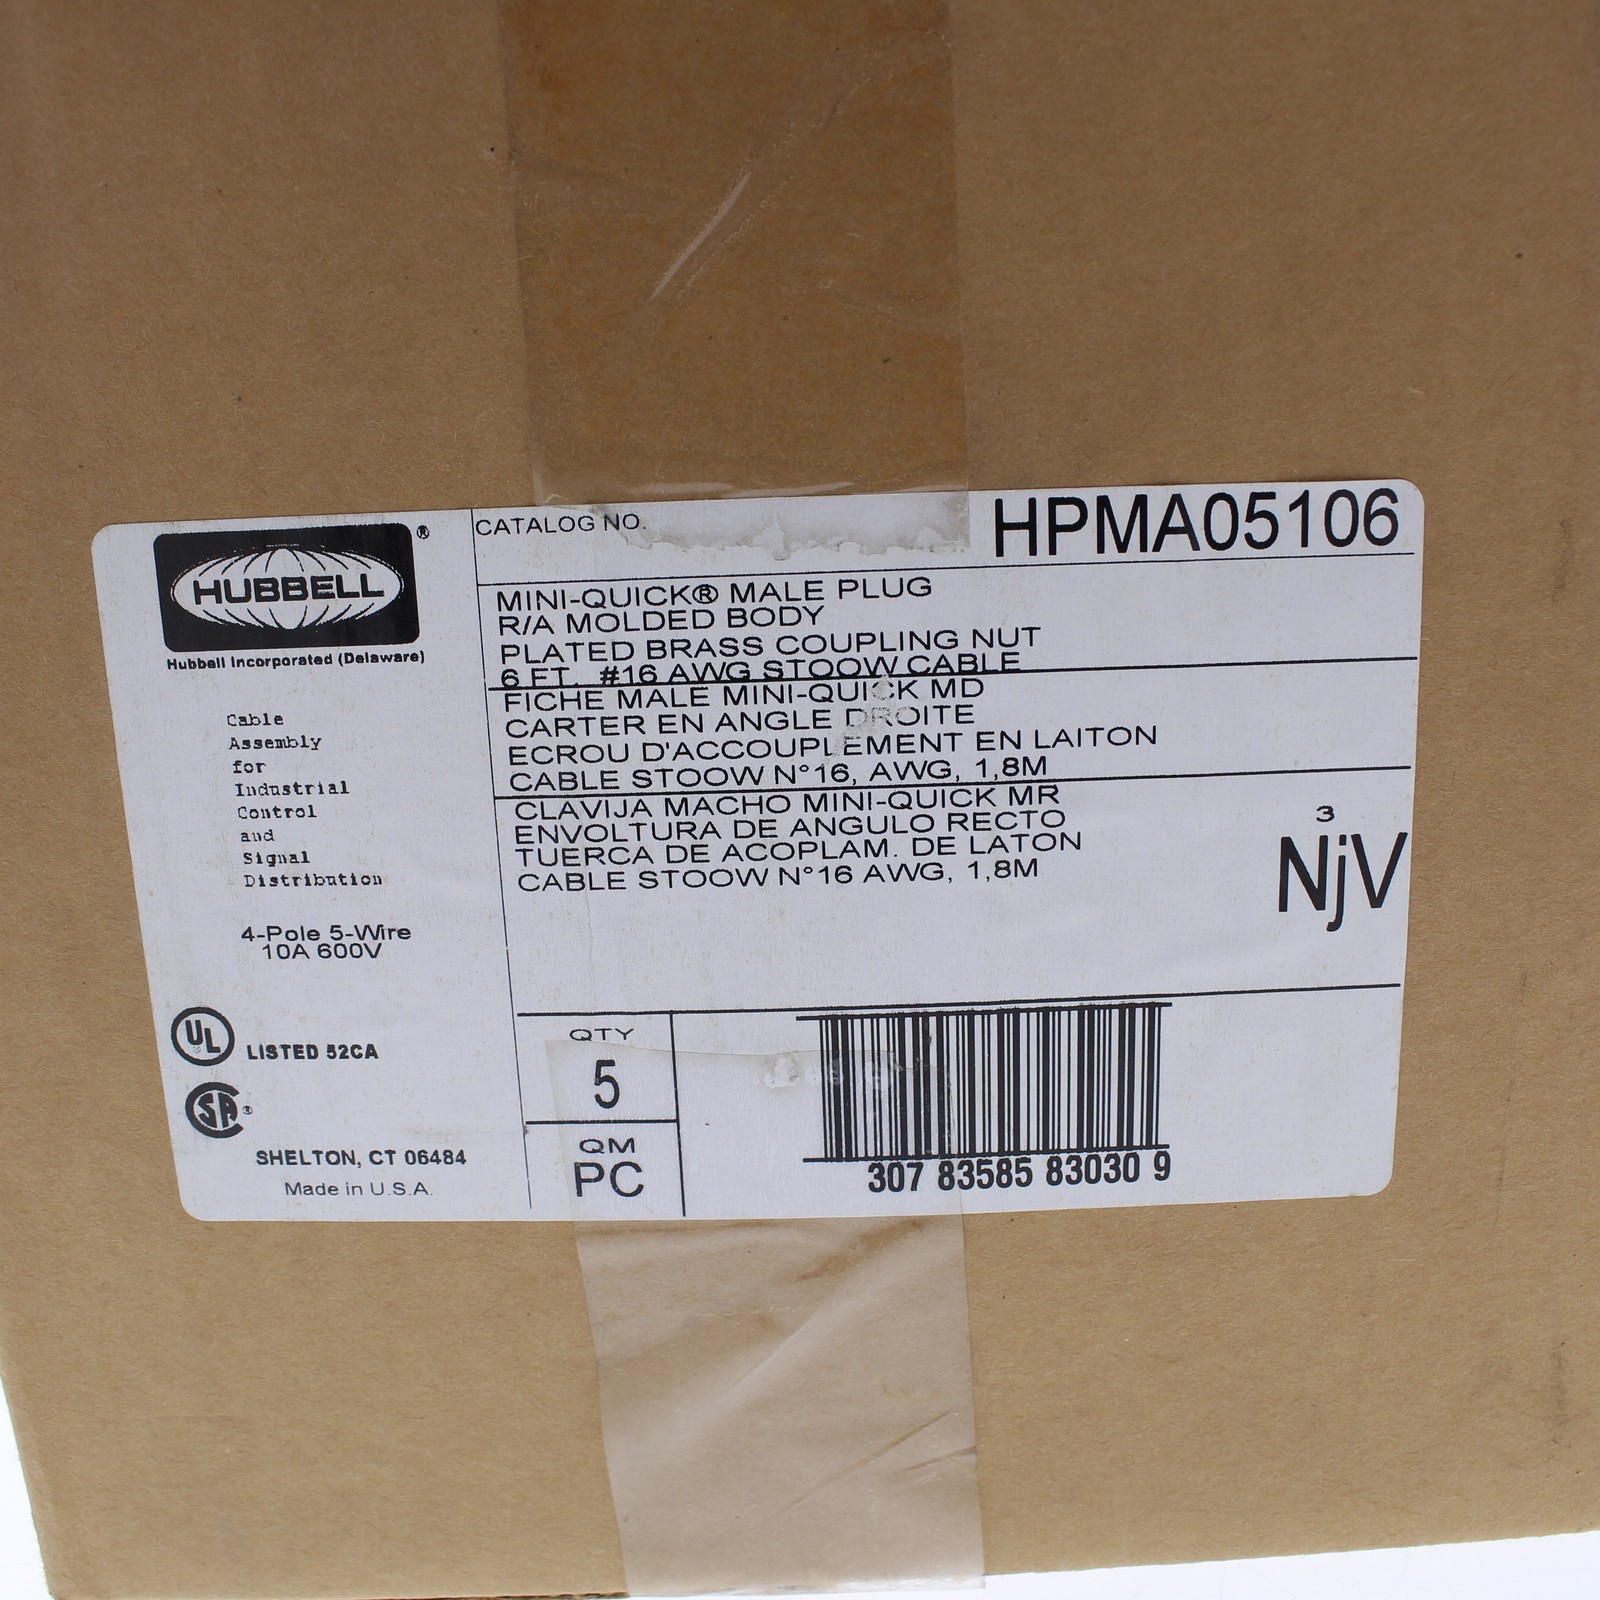 HUBBELL ®
Hubbell Incorporated (Delaware)
Cable
Assembly
for
Industrial
Control
and
Signal
Distribution
4-Pole 5-Wire
10A 600V
UL LISTED 52CA
SA ®
SHELTON, CT 06484
Made in U.S.A.
CATALOG NO. HPMA05106
MINI-QUICK® MALE PLUG
R/A MOLDED BODY
PLATED BRASS COUPLING NUT
6 FT. #16 AWG STOOW CABLE
FICHE MALE MINI-QUICK MD
CARTER EN ANGLE DROITE
ECROU D'ACCOUPLEMENT EN LAITON
CABLE STOOW N°16, AWG, 1,8M
CLAVIJA MACHO MINI-QUICK MR
ENVOLTURA DE ANGULO RECTO
TUERCA DE ACOPLAM. DE LATON
CABLE STOOW N°16 AWG, 1,8M
3
NjV
QTY
5
QM
PC
307 83585 83030 9